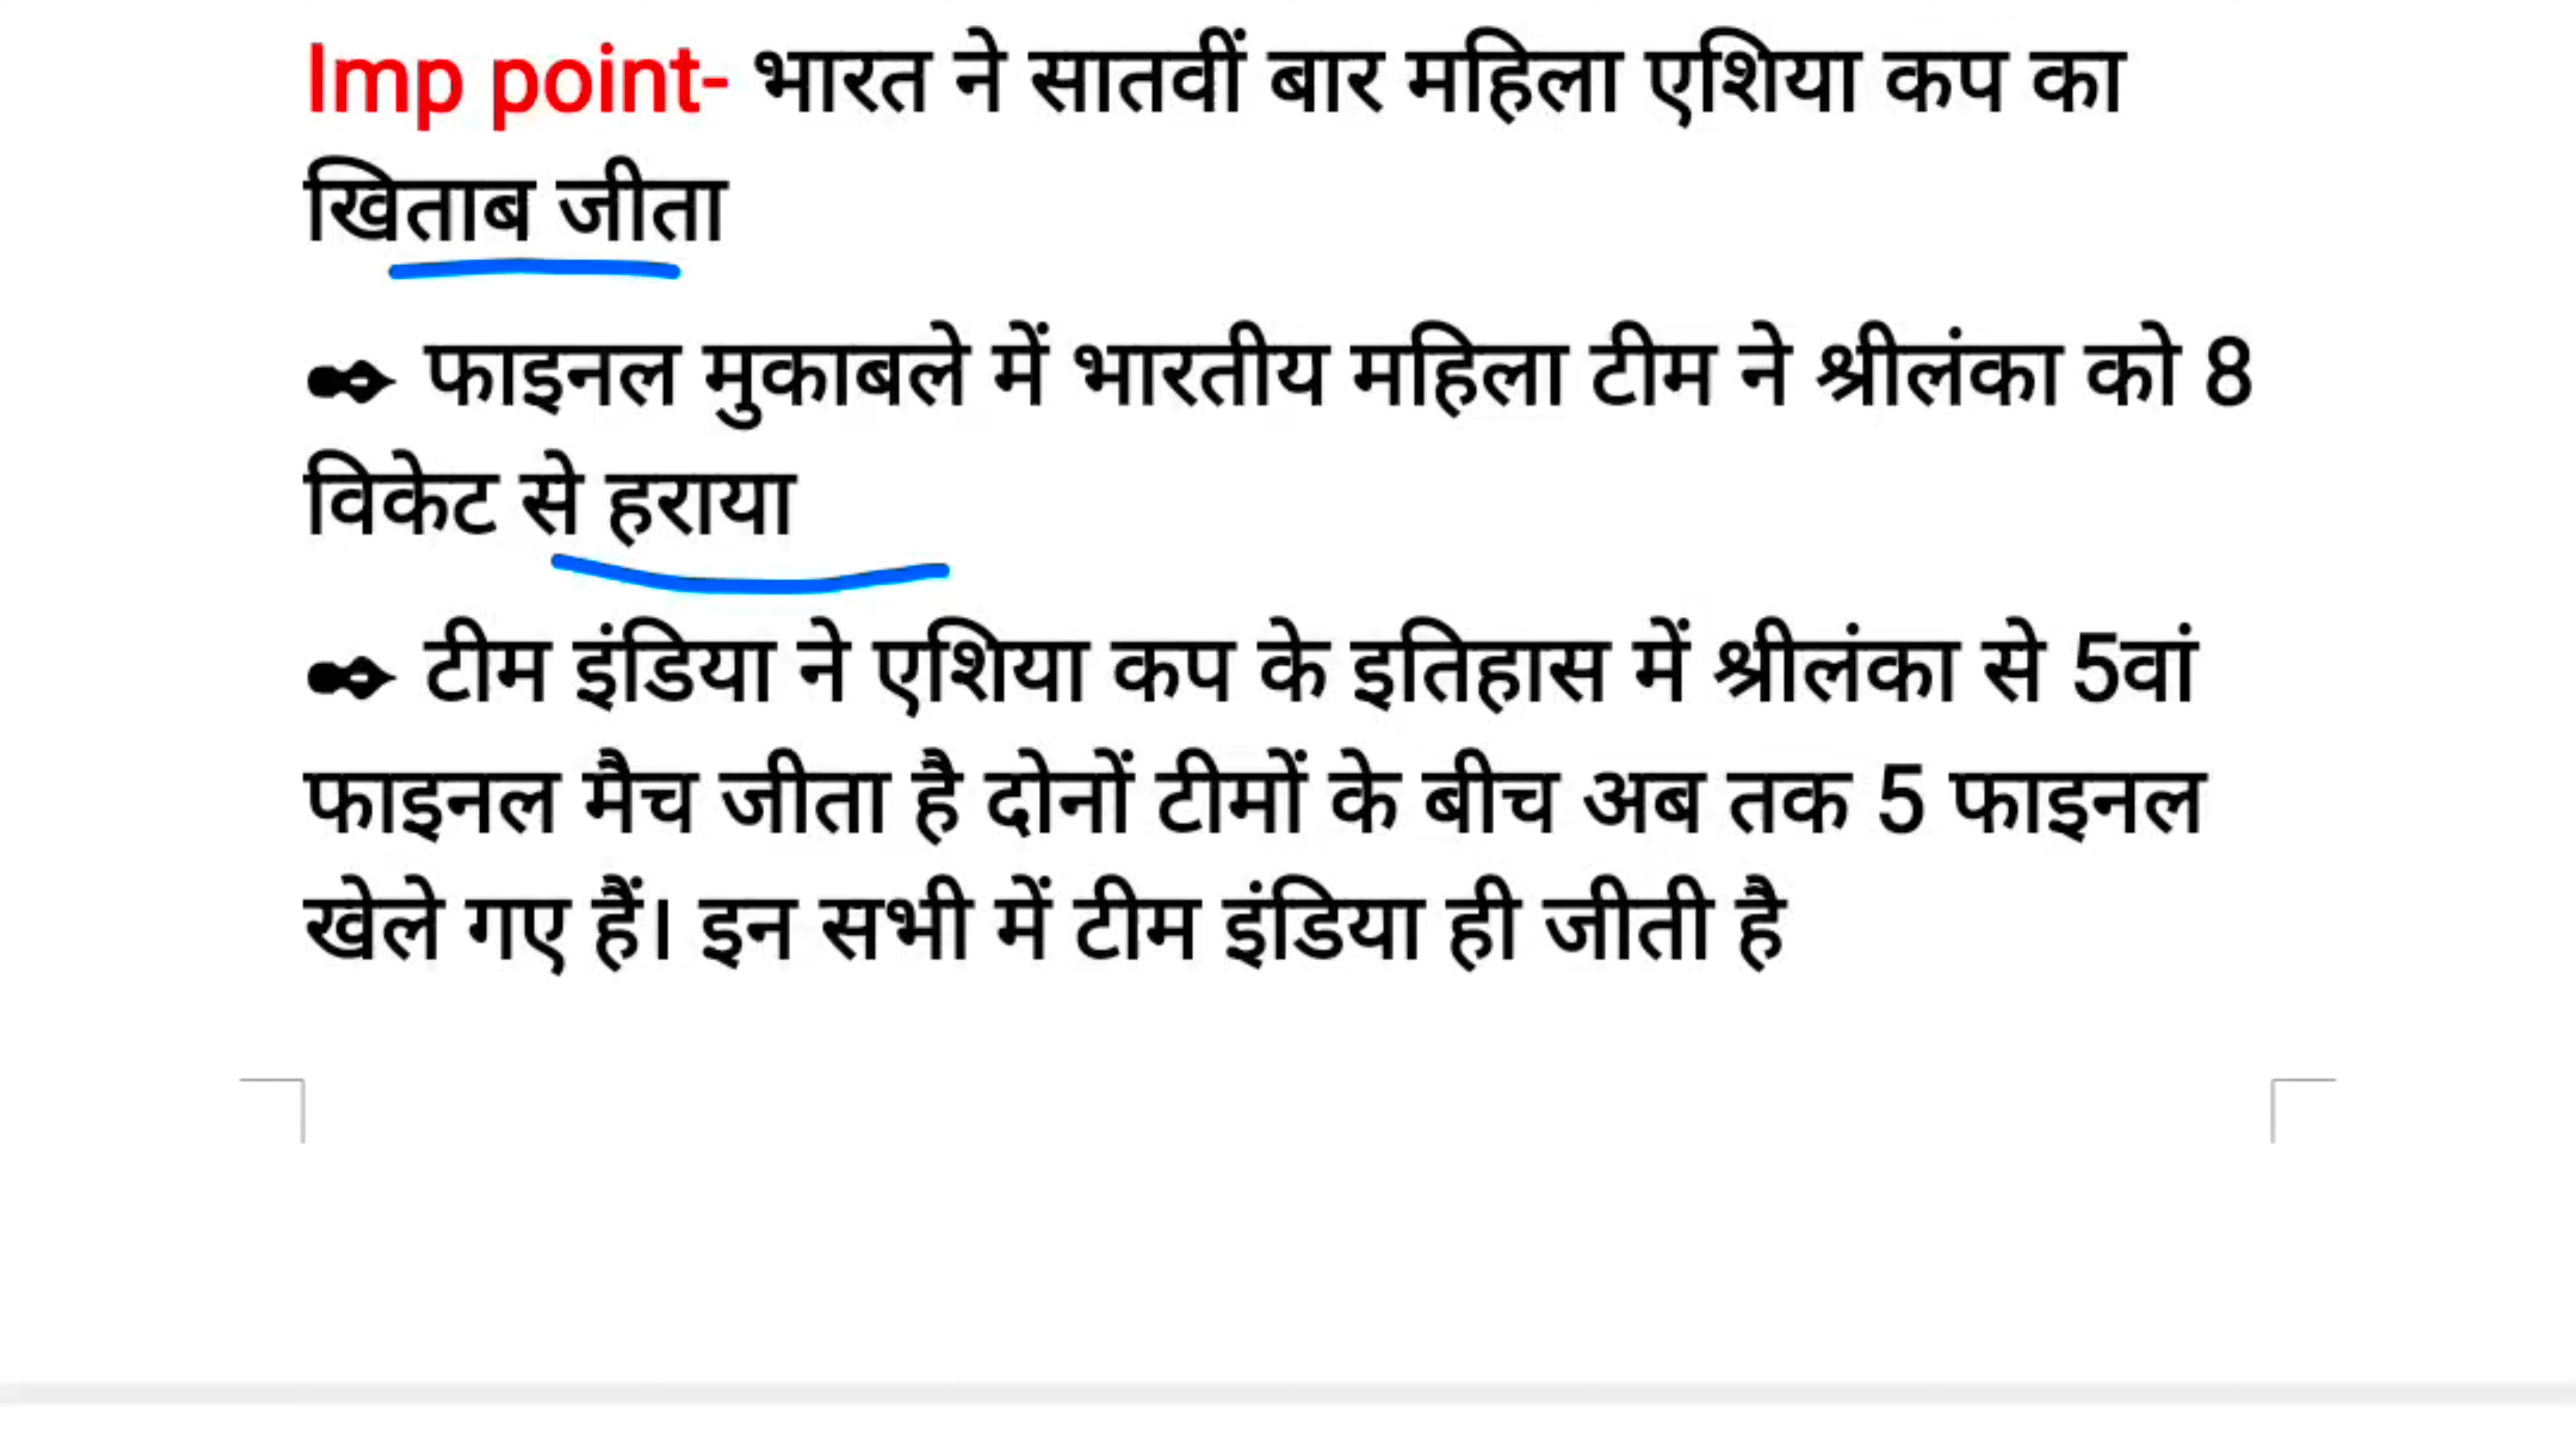 Imp point- भारत ने सातवीं बार महिला एशिया कप का
खिताब जीता
✒ फाइनल मुकाबले में भारतीय महिला टीम ने श्रीलंका को 8
विकेट से हराया
✒ टीम इंडिया ने एशिया कप के इतिहास में श्रीलंका से 5वां
फाइनल मैच जीता है दोनों टीमों के बीच अब तक 5 फाइनल
खेले गए हैं। इन सभी में टीम इंडिया ही जीती है